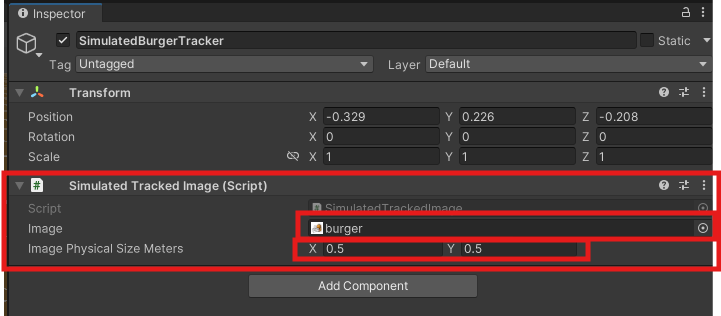 Inspector
SimulatedBurgerTracker Static
Tag Untagged Layer Default
Transform
Position X -0.329 Y 0.226 Z -0.208
Rotation X 0 Y 0 Z 0
Scale X 1 Y 1 Z 1
# Simulated Tracked Image (Script)
Script SimulatedTrackedImage
Image burger
Image Physical Size Meters X 0.5 Y 0.5
Add Component